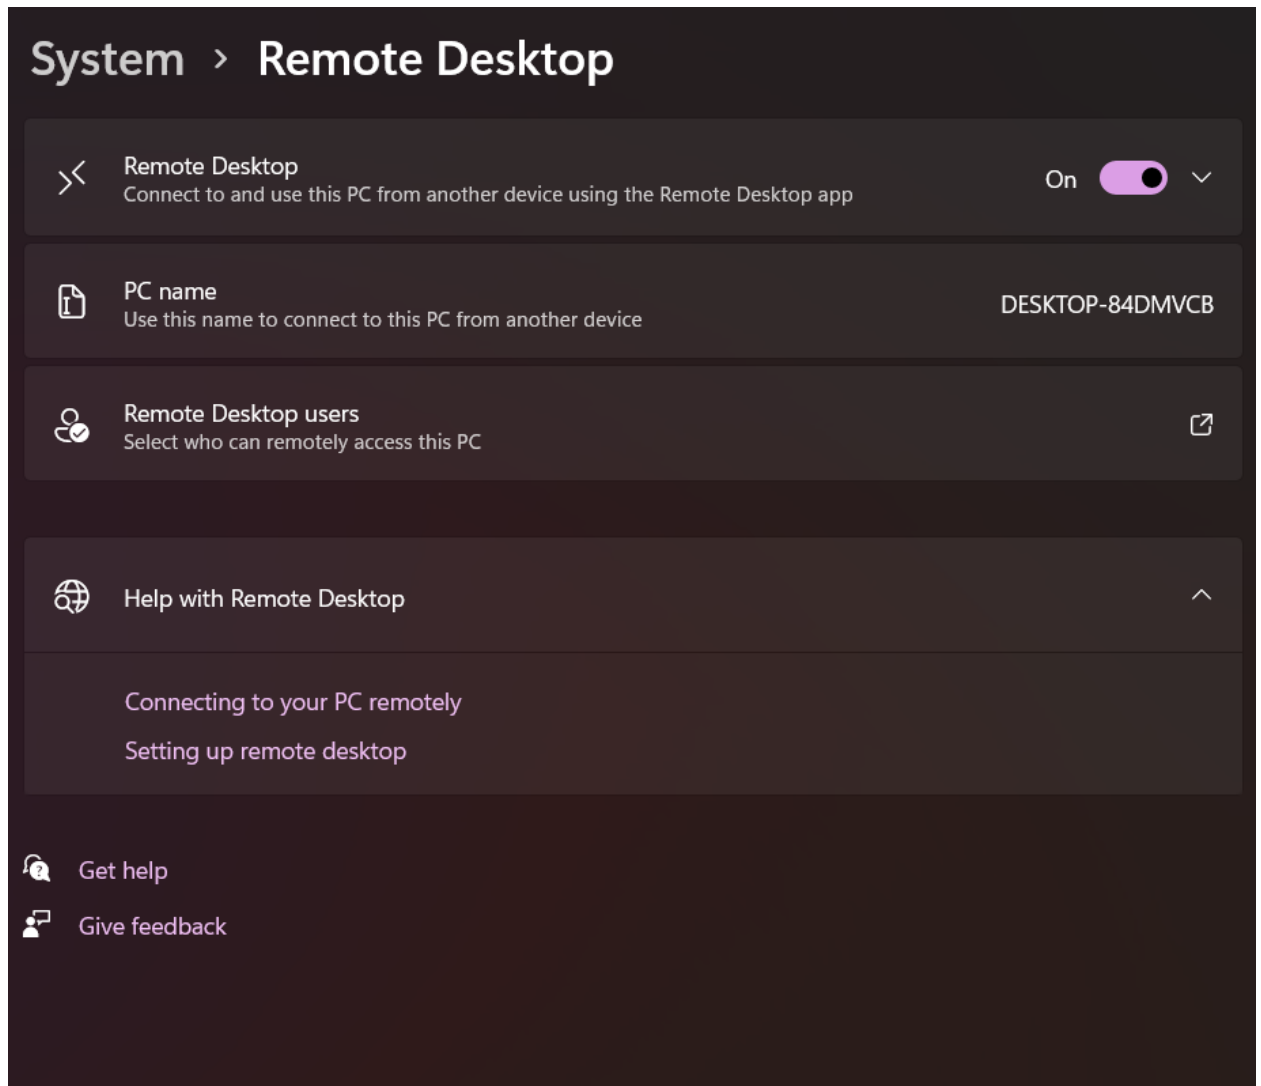 System > Remote Desktop
Remote Desktop
Connect to and use this PC from another device using the Remote Desktop app
On
PC name
Use this name to connect to this PC from another device
DESKTOP-84DMVCB
Remote Desktop users
Select who can remotely access this PC
Help with Remote Desktop
Connecting to your PC remotely
Setting up remote desktop
Get help
Give feedback